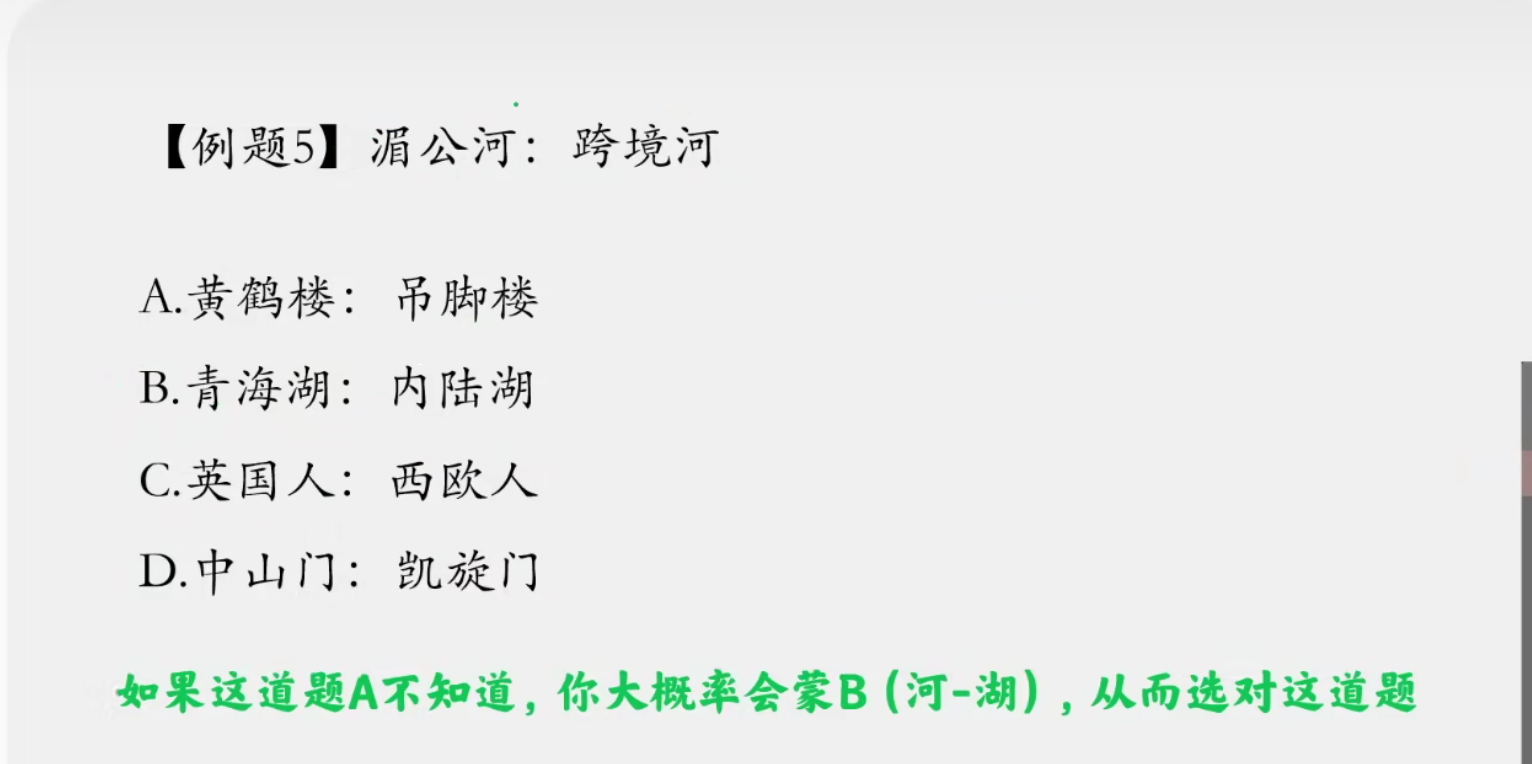 【例题5】湄公河：跨境河
A.黄鹤楼：吊脚楼
B.青海湖：内陆湖
C.英国人：西欧人
D.中山门：凯旋门
如果这道题A不知道，你大概率会蒙B（河-湖），从而选对这道题